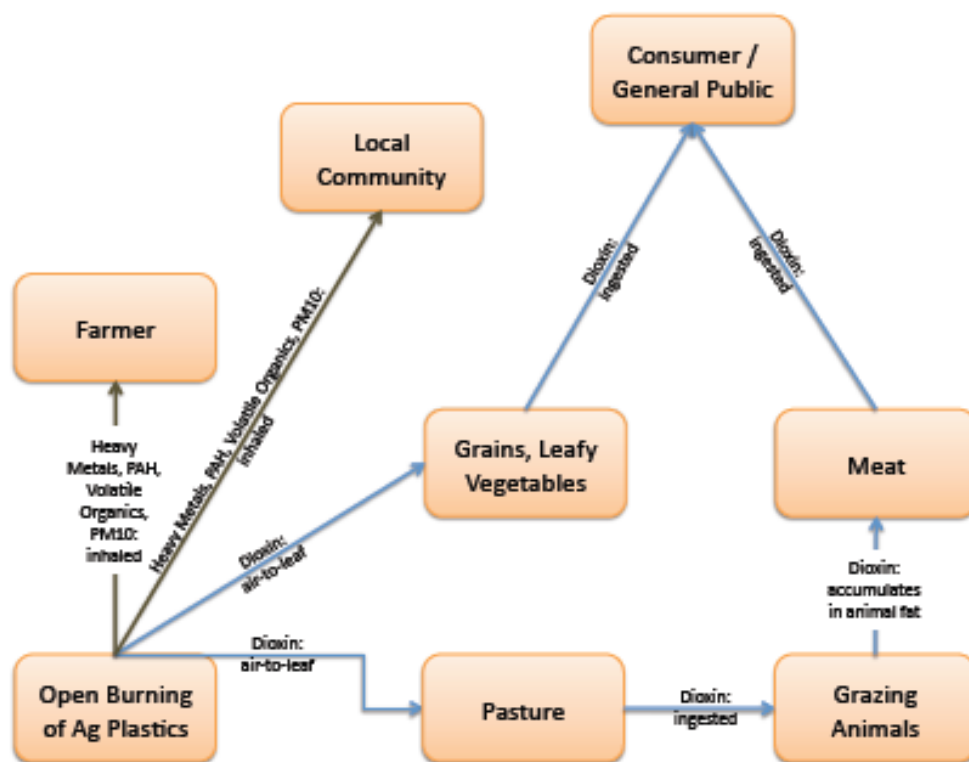 Consumer /
General Public
Local
Community
Farmer
Heavy
Metals, PAH,
Volatile
Organics,
PM10:
inhaled
Heavy Metals, PAH, Volatile Organics, PM10:
inhaled
Dioxin:
ingested
Dioxin:
ingested
Grains, Leafy
Vegetables
Meat
Dioxin:
air-to-leaf
Dioxin:
accumulates
in animal fat
Dioxin:
air-to-leaf
Open Burning
of Ag Plastics
Pasture
Dioxin:
ingested
Grazing
Animals